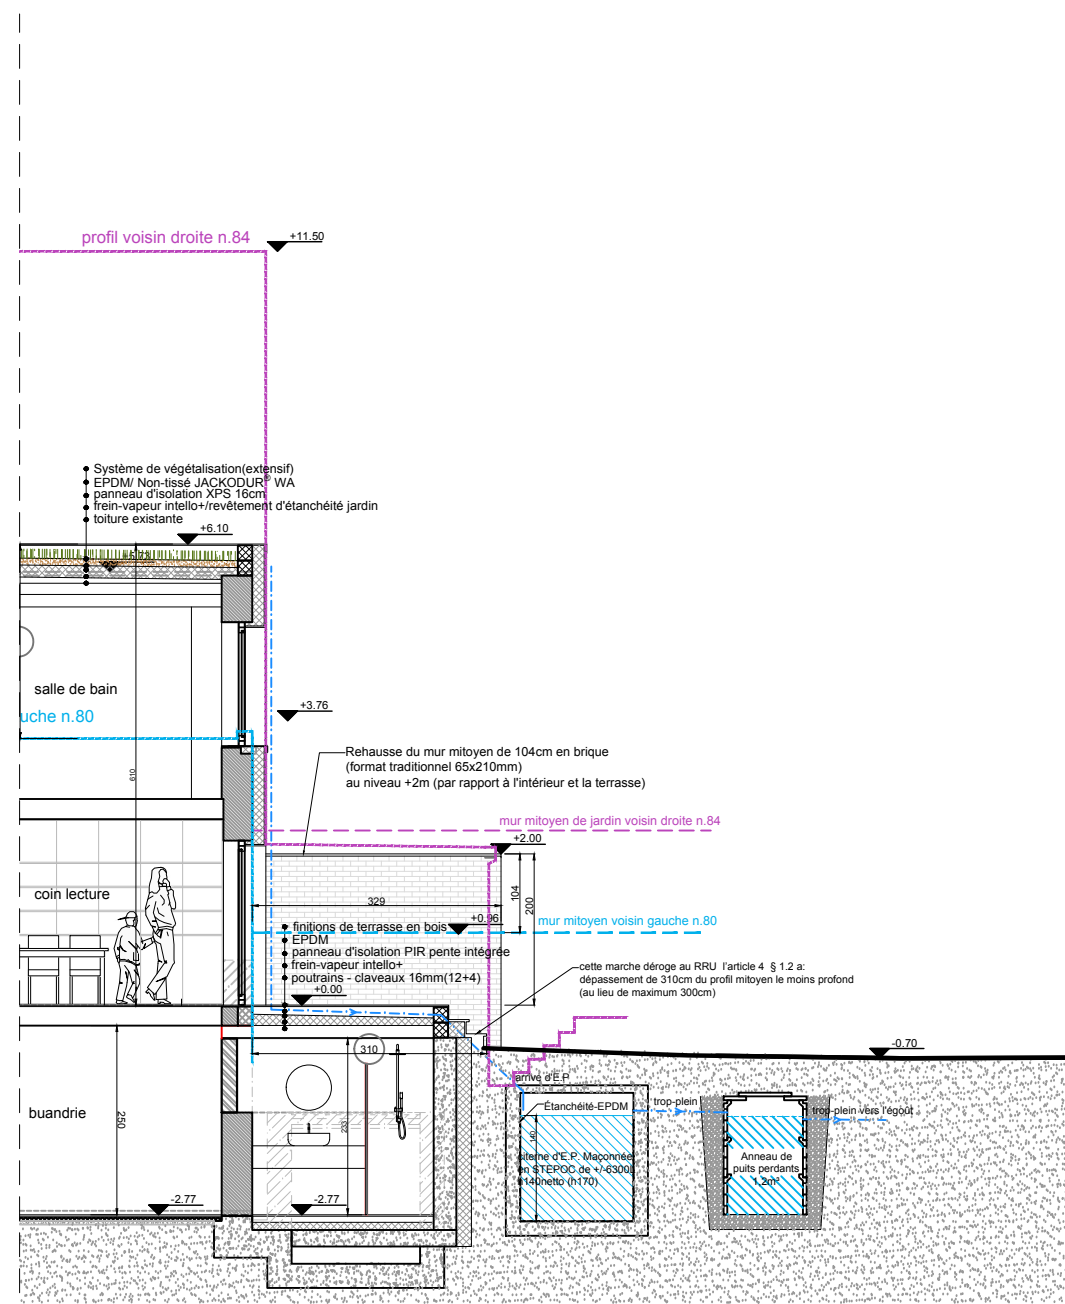 profil voisin droite n.84
+11.50
Système de végétalisation(extensif)
EPDM/ Non-tissé JACKODUR® WA
panneau d'isolation XPS 16cm
frein-vapeur intello+/revêtement d'étanchéité jardin
toiture existante
+6.10
+5.73
salle de bain
+3.76
uche n.80
Rehausse du mur mitoyen de 104cm en brique
(format traditionnel 65x210mm)
au niveau +2m (par rapport à l'intérieur et la terrasse)
610
mur mitoyen de jardin voisin droite n.84
+2.00
coin lecture
329
104
200
+0.96
mur mitoyen voisin gauche n.80
finitions de terrasse en bois
EPDM
panneau d'isolation PIR pente intégrée
frein-vapeur intello+
poutrains - claveaux 16mm(12+4)
+0.00
cette marche déroge au RRU l'article 4 § 1.2 a:
dépassement de 310cm du profil mitoyen le moins profond
(au lieu de maximum 300cm)
310
-0.70
arrivé d'E.P
buandrie
250
233
Étanchéité-EPDM
trop-plein
trop-plein vers l'égoût
140
citerne d'E.P. Maçonnée
en STEPOC de +/-6300L
h140netto (h170)
Anneau de
puits perdants
1,2m³
-2.77
-2.77